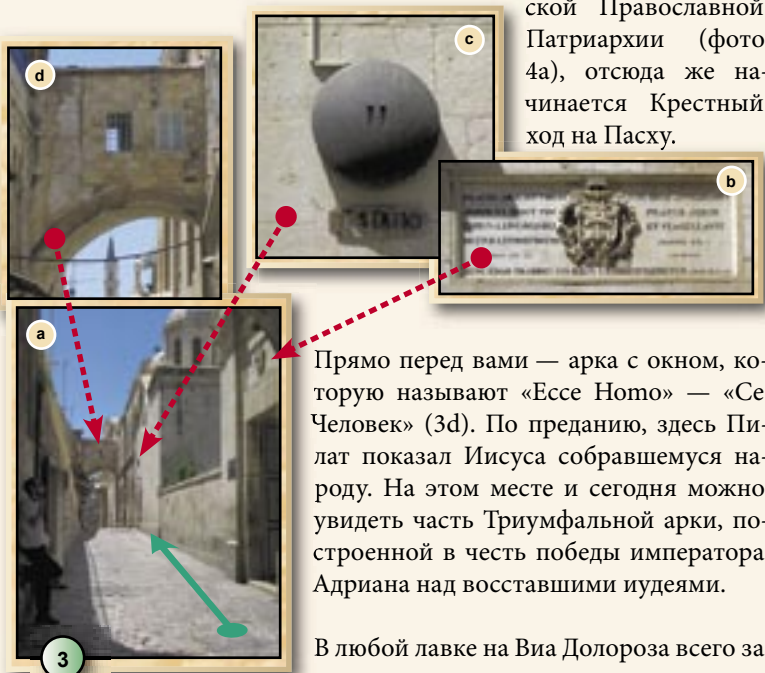 ской Православной
Патриархии (фото
4а), отсюда же на-
чинается Крестный
ход на Пасху.
d
c
II
b
a
Прямо перед вами — арка с окном, ко-
торую называют «Ecce Homo» — «Се
Человек» (3d). По преданию, здесь Пи-
лат показал Иисуса собравшемуся на-
роду. На этом месте и сегодня можно
увидеть часть Триумфальной арки, по-
строенной в честь победы императора
Адриана над восставшими иудеями.
В любой лавке на Виа Долороза всего за
3